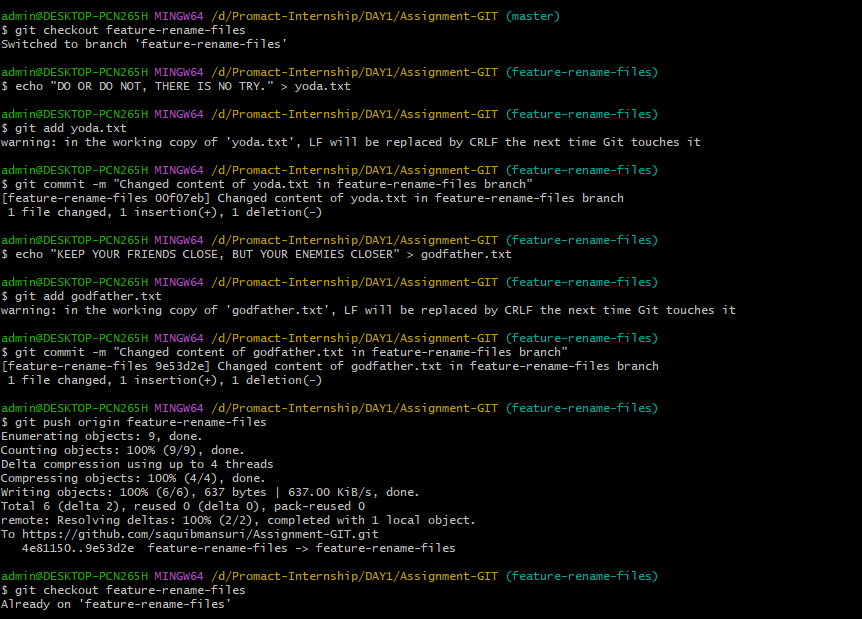 admin@DESKTOP-PCN265H MINGW64 /d/Promact-Internship/DAY1/Assignment-GIT (master)
$ git checkout feature-rename-files
Switched to branch 'feature-rename-files'
admin@DESKTOP-PCN265H MINGW64 /d/Promact-Internship/DAY1/Assignment-GIT (feature-rename-files)
$ echo "DO OR DO NOT, THERE IS NO TRY." > yoda.txt
admin@DESKTOP-PCN265H MINGW64 /d/Promact-Internship/DAY1/Assignment-GIT (feature-rename-files)
$ git add yoda.txt
warning: in the working copy of 'yoda.txt', LF will be replaced by CRLF the next time Git touches it
admin@DESKTOP-PCN265H MINGW64 /d/Promact-Internship/DAY1/Assignment-GIT (feature-rename-files)
$ git commit -m "Changed content of yoda.txt in feature-rename-files branch"
[feature-rename-files 00f07eb] Changed content of yoda.txt in feature-rename-files branch
 1 file changed, 1 insertion(+), 1 deletion(-)
admin@DESKTOP-PCN265H MINGW64 /d/Promact-Internship/DAY1/Assignment-GIT (feature-rename-files)
$ echo "KEEP YOUR FRIENDS CLOSE, BUT YOUR ENEMIES CLOSER" > godfather.txt
admin@DESKTOP-PCN265H MINGW64 /d/Promact-Internship/DAY1/Assignment-GIT (feature-rename-files)
$ git add godfather.txt
warning: in the working copy of 'godfather.txt', LF will be replaced by CRLF the next time Git touches it
admin@DESKTOP-PCN265H MINGW64 /d/Promact-Internship/DAY1/Assignment-GIT (feature-rename-files)
$ git commit -m "Changed content of godfather.txt in feature-rename-files branch"
[feature-rename-files 9e53d2e] Changed content of godfather.txt in feature-rename-files branch
 1 file changed, 1 insertion(+), 1 deletion(-)
admin@DESKTOP-PCN265H MINGW64 /d/Promact-Internship/DAY1/Assignment-GIT (feature-rename-files)
$ git push origin feature-rename-files
Enumerating objects: 9, done.
Counting objects: 100% (9/9), done.
Delta compression using up to 4 threads
Compressing objects: 100% (4/4), done.
Writing objects: 100% (6/6), 637 bytes | 637.00 KiB/s, done.
Total 6 (delta 2), reused 0 (delta 0), pack-reused 0
remote: Resolving deltas: 100% (2/2), completed with 1 local object.
To https://github.com/saquibmansuri/Assignment-GIT.git
   4e81150..9e53d2e  feature-rename-files -> feature-rename-files
admin@DESKTOP-PCN265H MINGW64 /d/Promact-Internship/DAY1/Assignment-GIT (feature-rename-files)
$ git checkout feature-rename-files
Already on 'feature-rename-files'